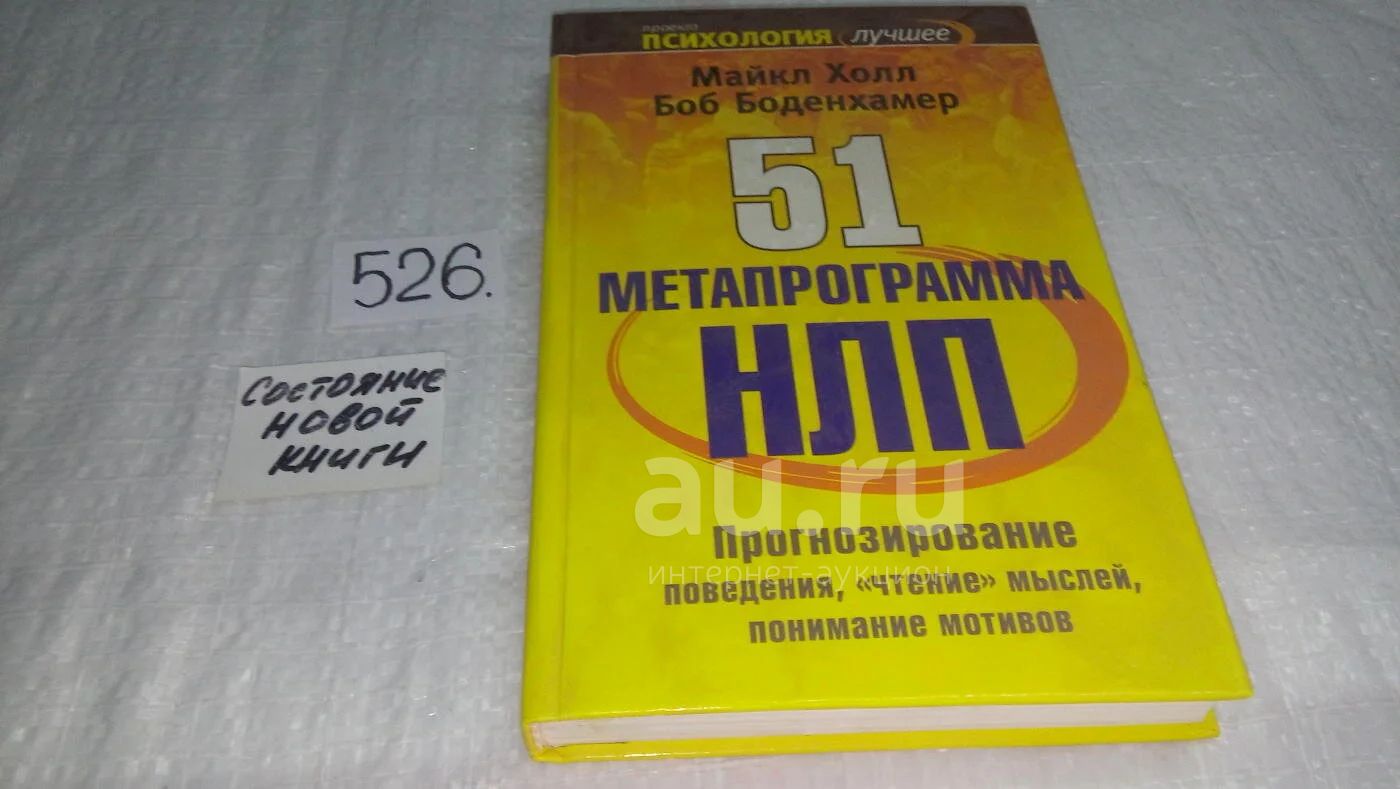 проект
ПСИХОЛОГИЯ лучшее
Майкл Холл
Боб Боденхамер
51
МЕТАПРОГРАММА
НЛП
Прогнозирование
поведения, «чтение» мыслей,
понимание мотивов
526.
Состояние
новой
книги
au.ru
интернет-аукцион